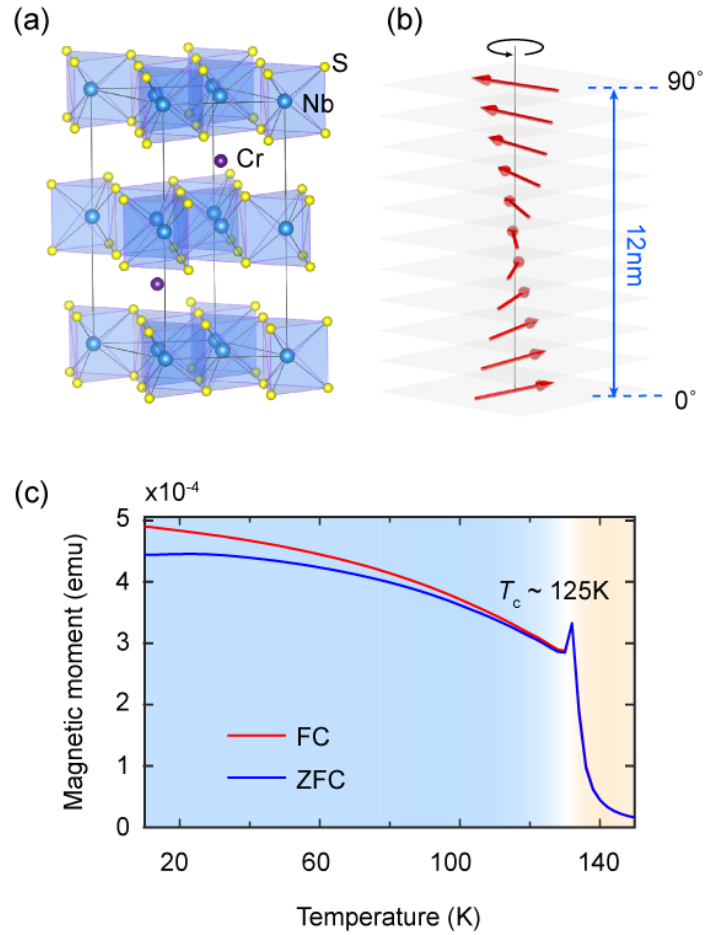 (a)
S
Nb
Cr
(b)
90°
12nm
0°
(c)
x10⁻⁴
5
4
3
2
1
0
Magnetic moment (emu)
Tc ~ 125K
FC
ZFC
20 60 100 140
Temperature (K)